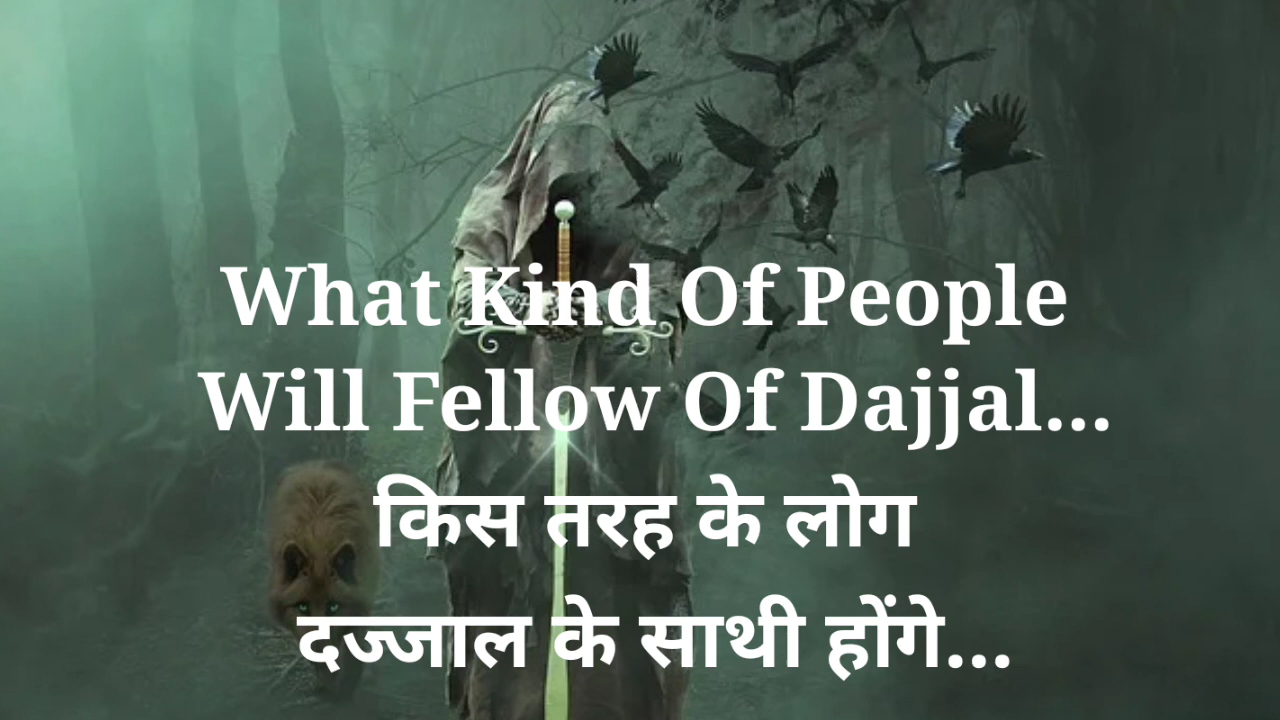 What Kind Of People
Will Fellow Of Dajjal...
किस तरह के लोग
दज्जाल के साथी होंगे...